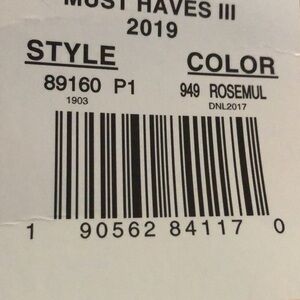 MUST HAVES III
2019
STYLE COLOR
89160 P1 949 ROSEMUL
1903 DNL2017
1 90562 84117 0